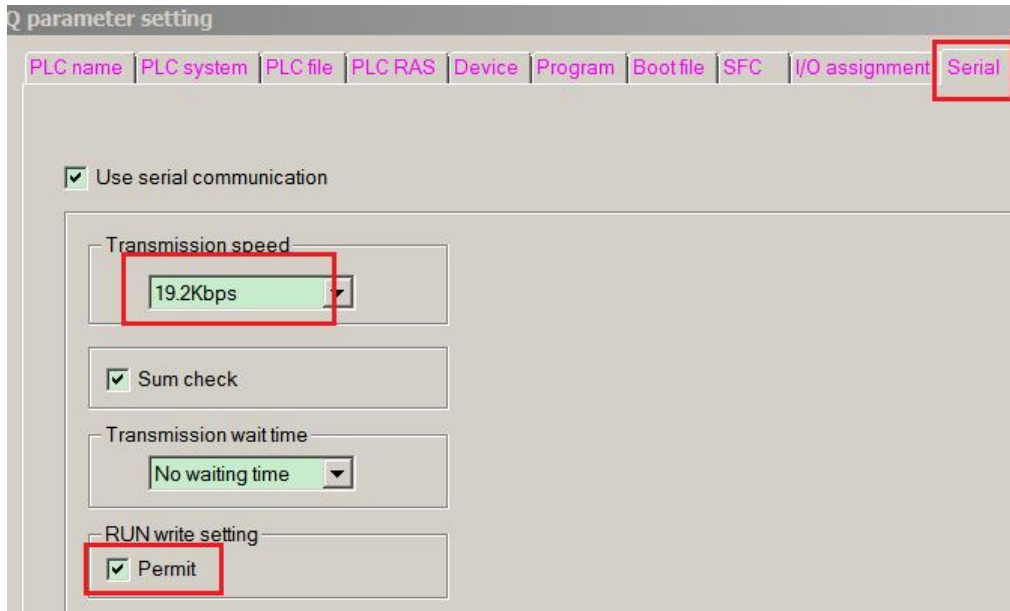 Q parameter setting
PLC name PLC system PLC file PLC RAS Device Program Boot file SFC I/O assignment Serial
Use serial communication
Transmission speed
19.2Kbps
Sum check
Transmission wait time
No waiting time
RUN write setting
Permit